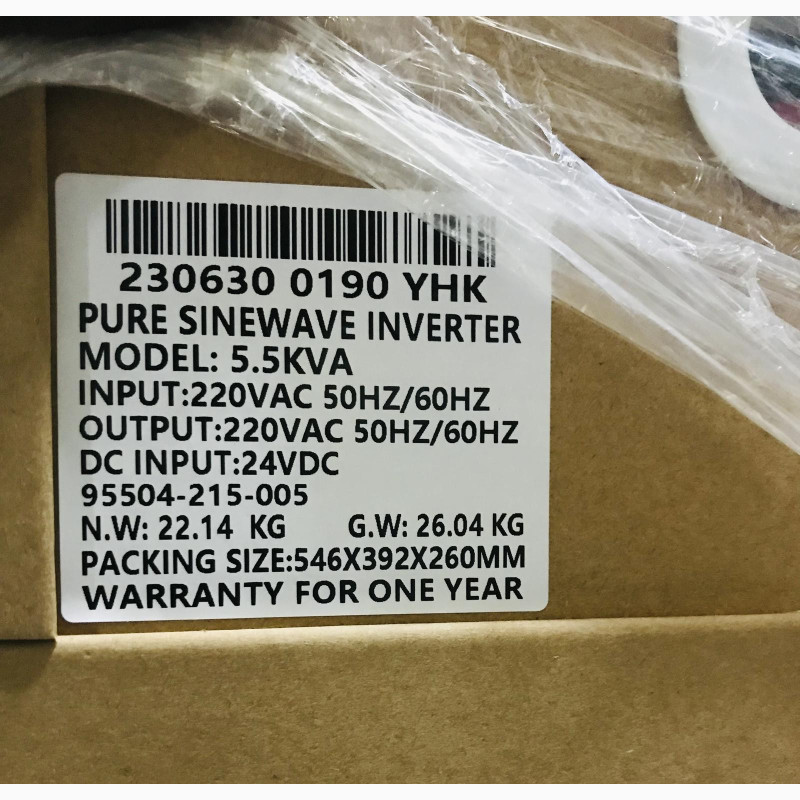 230630 0190 YHK
PURE SINEWAVE INVERTER
MODEL: 5.5KVA
INPUT:220VAC 50HZ/60HZ
OUTPUT:220VAC 50HZ/60HZ
DC INPUT:24VDC
95504-215-005
N.W: 22.14 KG G.W: 26.04 KG
PACKING SIZE:546X392X260MM
WARRANTY FOR ONE YEAR